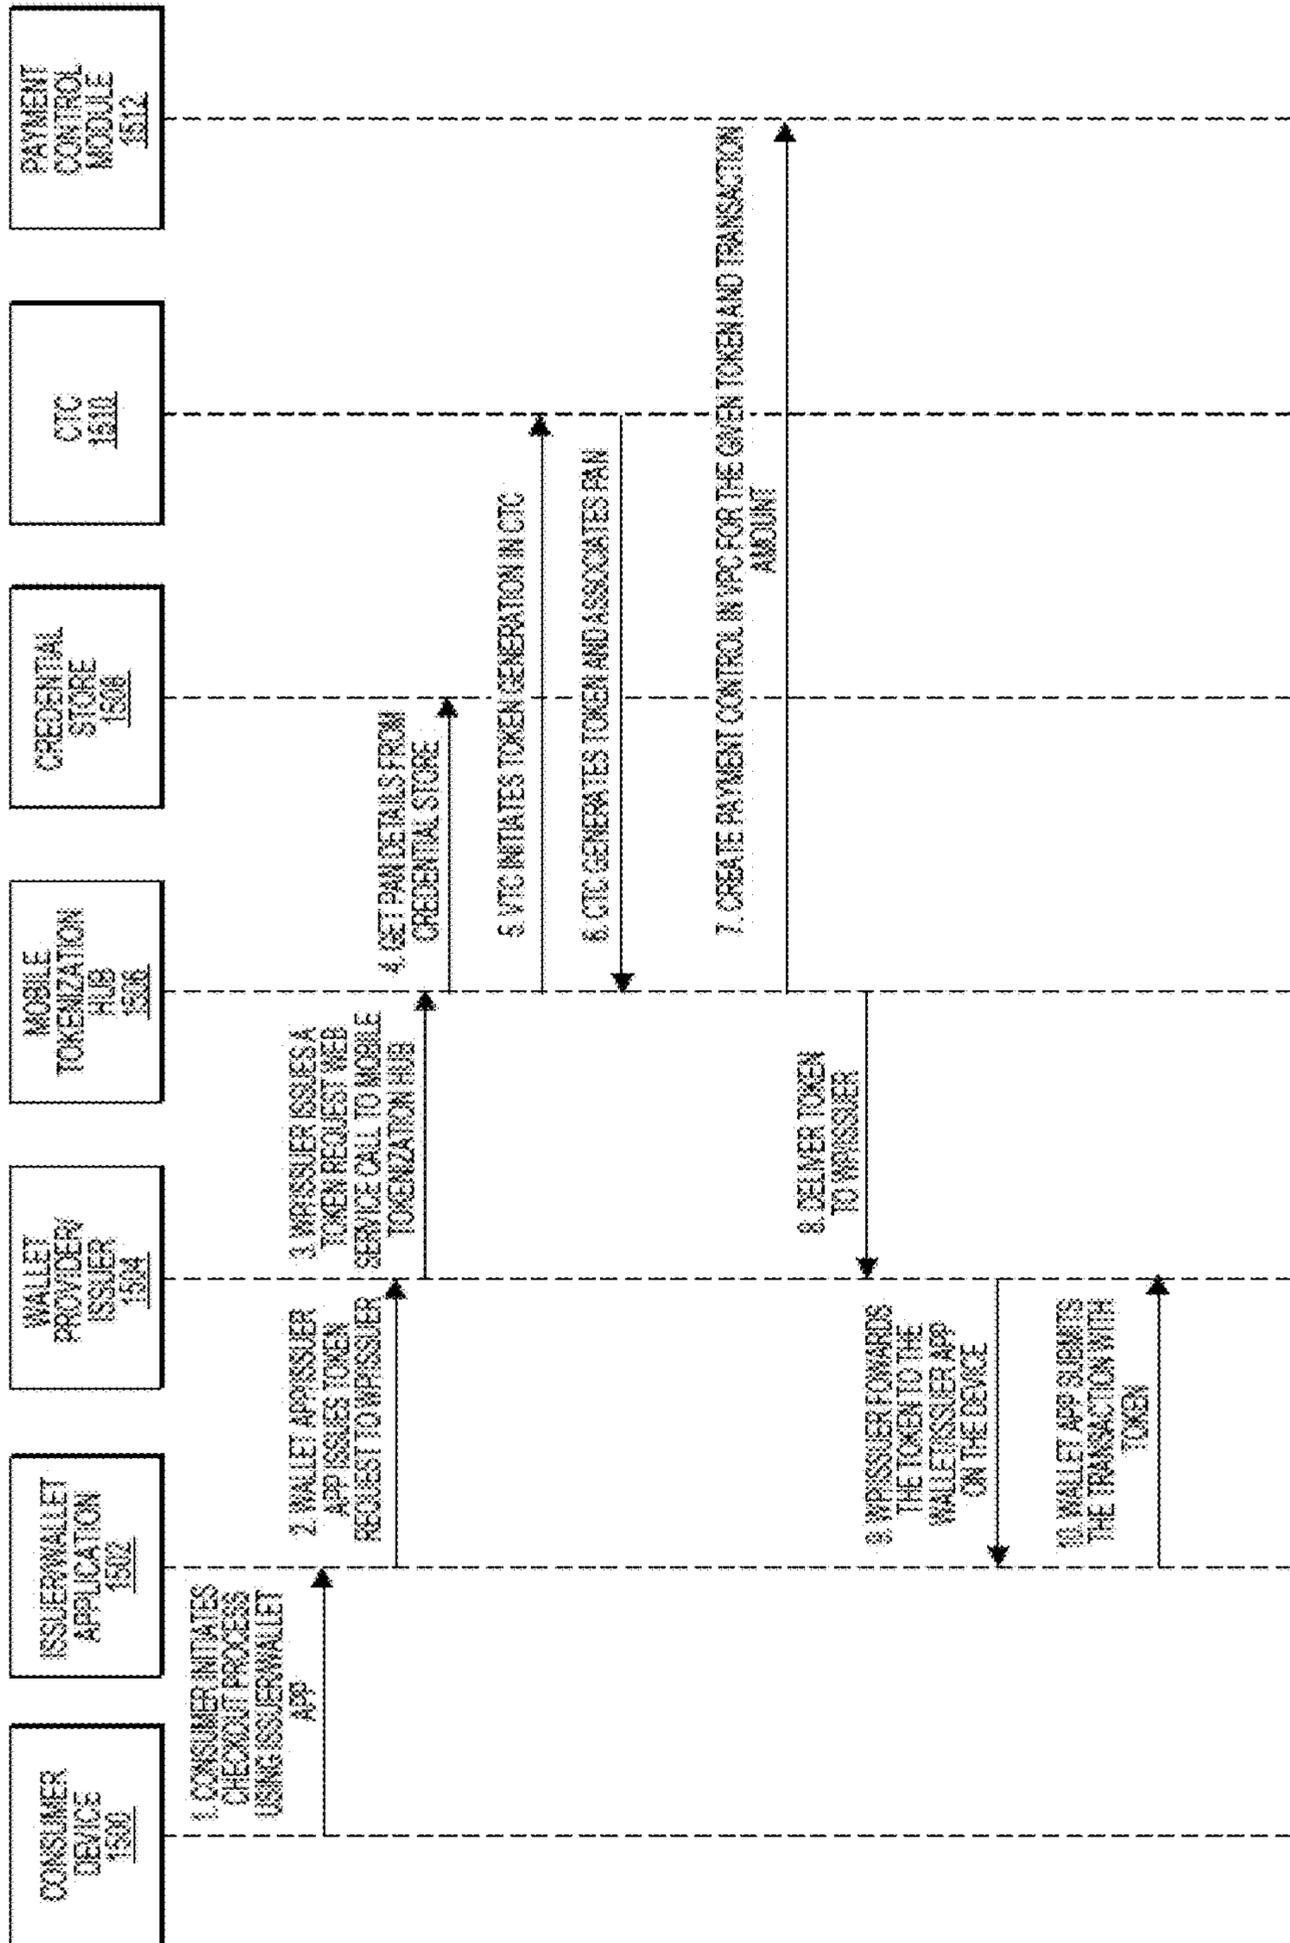 CONSUMER
DEVICE
1500
ISSUER/WALLET
APPLICATION
1502
WALLET
PROVIDER/
ISSUER
1504
MOBILE
TOKENIZATION
HUB
1506
CREDENTIAL
STORE
1508
CTC
1510
PAYMENT
CONTROL
MODULE
1512
1. CONSUMER INITIATES
CHECKOUT PROCESS
USING ISSUER/WALLET
APP
2. WALLET APP/ISSUER
APP ISSUES TOKEN
REQUEST TO WP/ISSUER
3. WP/ISSUER ISSUES A
TOKEN REQUEST WEB
SERVICE CALL TO MOBILE
TOKENIZATION HUB
4. GET PAN DETAILS FROM
CREDENTIAL STORE
5. VTG INITIATES TOKEN GENERATION IN CTC
6. CTC GENERATES TOKEN AND ASSOCIATES PAN
7. CREATE PAYMENT CONTROL IN VPC FOR THE GIVEN TOKEN AND TRANSACTION
AMOUNT
8. DELIVER TOKEN
TO WP/ISSUER
9. WP/ISSUER FOWARDS
THE TOKEN TO THE
WALLET/ISSUER APP
ON THE DEVICE
10. WALLET APP SUBMITS
THE TRANSACTION WITH
TOKEN